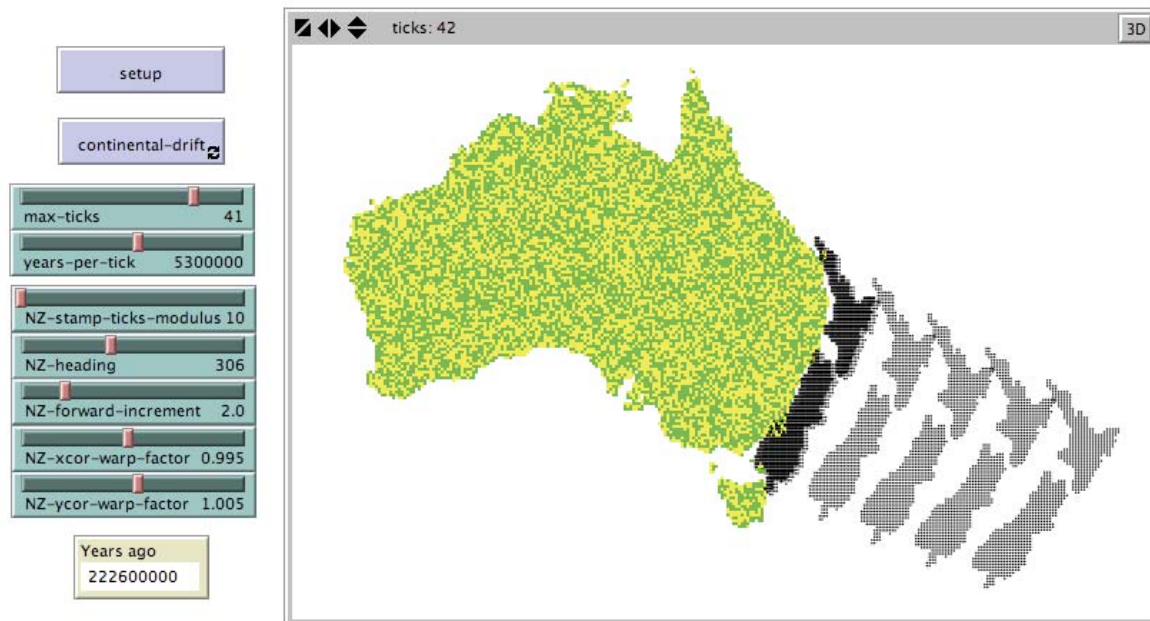 setup
continental-drift
max-ticks 41
years-per-tick 5300000
NZ-stamp-ticks-modulus 10
NZ-heading 306
NZ-forward-increment 2.0
NZ-xcor-warp-factor 0.995
NZ-ycor-warp-factor 1.005
Years ago
222600000
ticks: 42
3D